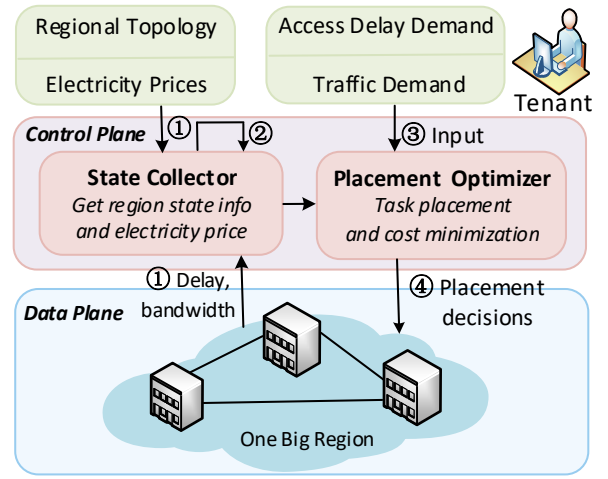 Regional Topology
Electricity Prices
Access Delay Demand
Traffic Demand
Tenant
Control Plane
①
②
③ Input
State Collector
Get region state info
and electricity price
Placement Optimizer
Task placement
and cost minimization
① Delay,
bandwidth
④ Placement
decisions
Data Plane
One Big Region